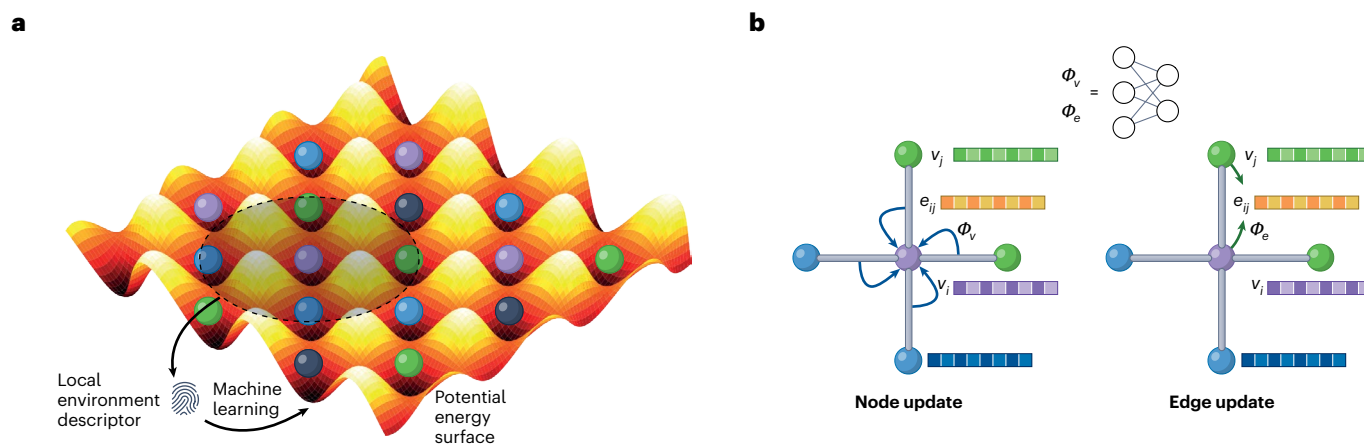 a
Local
environment
descriptor
Machine
learning
Potential
energy
surface
b
Φv
Φe
=
vj
eij
Φv
vi
Node update
vj
eij
Φe
vi
Edge update